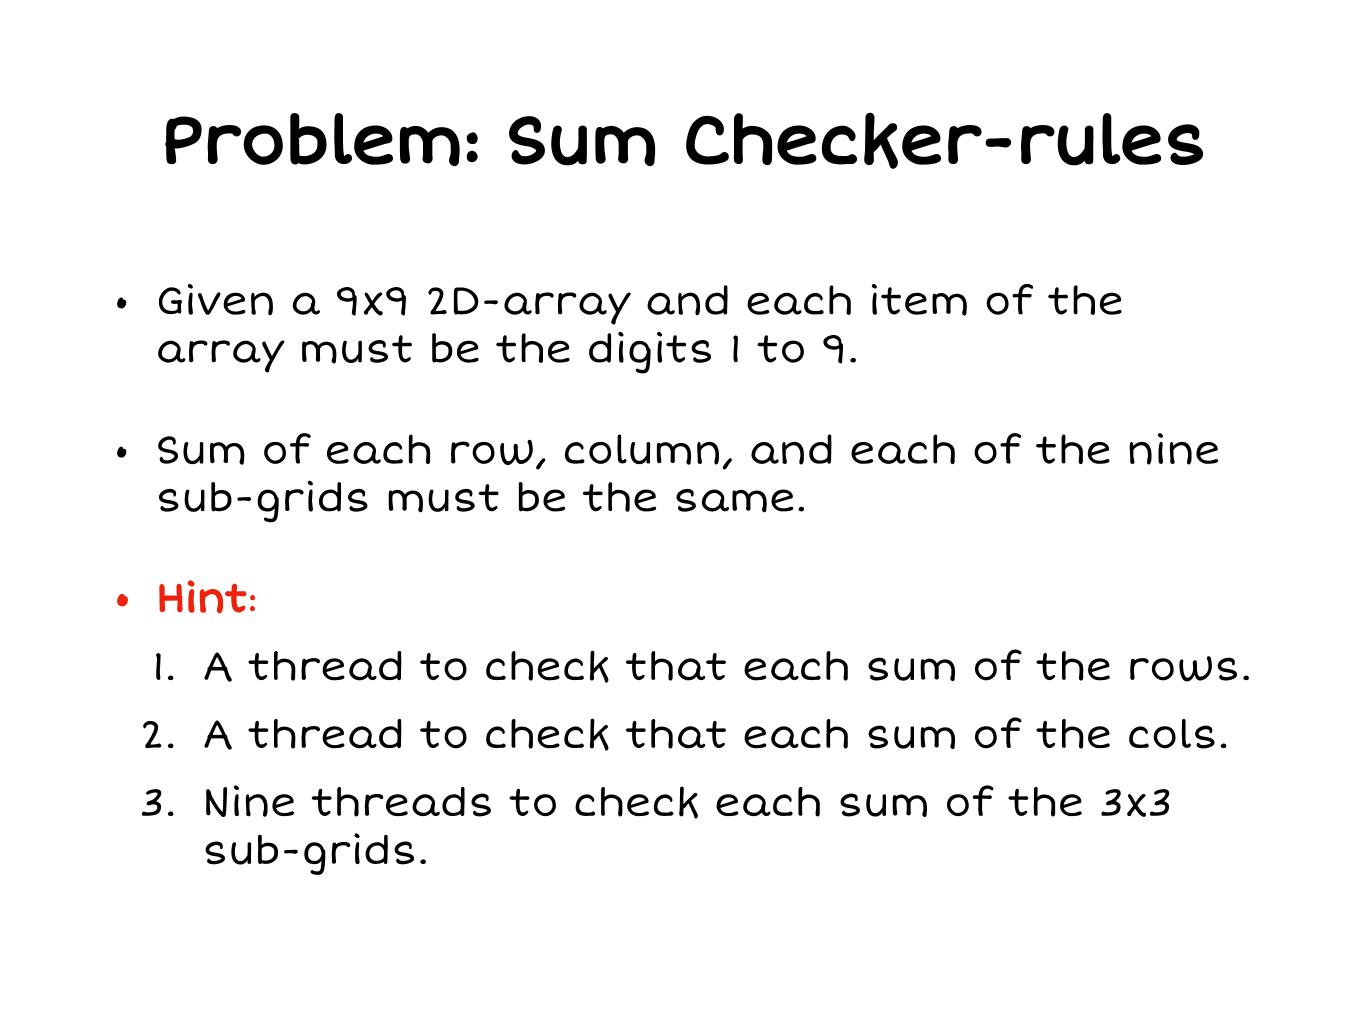 Problem: Sum Checker-rules
• Given a 9x9 2D-array and each item of the
array must be the digits 1 to 9.
• Sum of each row, column, and each of the nine
sub-grids must be the same.
• Hint:
1. A thread to check that each sum of the rows.
2. A thread to check that each sum of the cols.
3. Nine threads to check each sum of the 3x3
sub-grids.